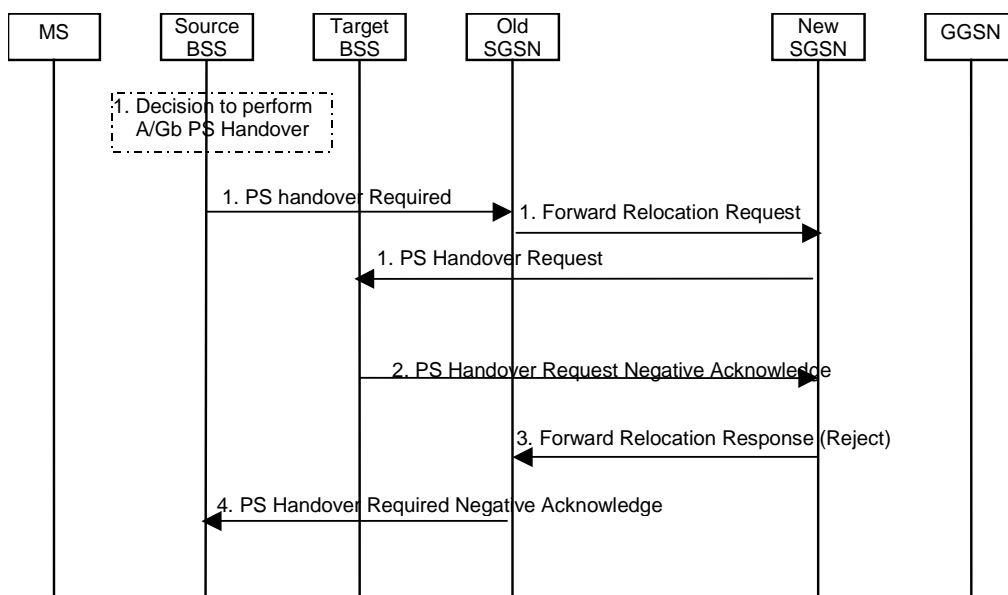 MS
Source
BSS
Target
BSS
Old
SGSN
New
SGSN
GGSN
1. Decision to perform
A/Gb PS Handover
1. PS handover Required
1. Forward Relocation Request
1. PS Handover Request
2. PS Handover Request Negative Acknowledge
3. Forward Relocation Response (Reject)
4. PS Handover Required Negative Acknowledge